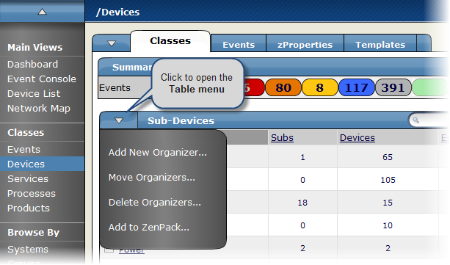 /Devices
Main Views
Dashboard
Event Console
Device List
Network Map
Classes
Events
Devices
Services
Processes
Products
Browse By
Systems
Classes Events zProperties Templates
Summa
Click to open the
Table menu
Events 80 8 117 391
Sub-Devices
Subs Devices
Add New Organizer...
Move Organizers...
Delete Organizers...
Add to ZenPack...
1 65
0 105
18 15
0 10
Power 2 2